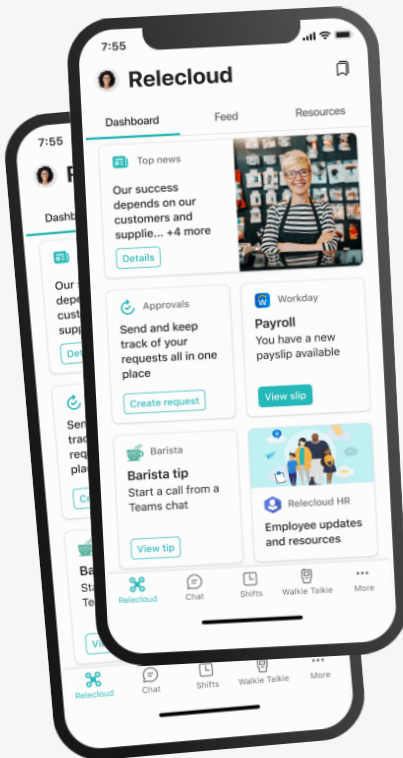 7:55
Relecloud
Dashboard Feed Resources
Top news
Our success
depends on our
customers and
supplie... +4 more
Details
Approvals
Send and keep
track of your
requests all in one
place
Create request
Workday
Payroll
You have a new
payslip available
View slip
Barista
Barista tip
Start a call from a
Teams chat
View tip
Relecloud HR
Employee updates
and resources
Relecloud Chat Shifts Walkie Talkie More
7:55
Relecloud Chat Shifts Walkie Talkie More